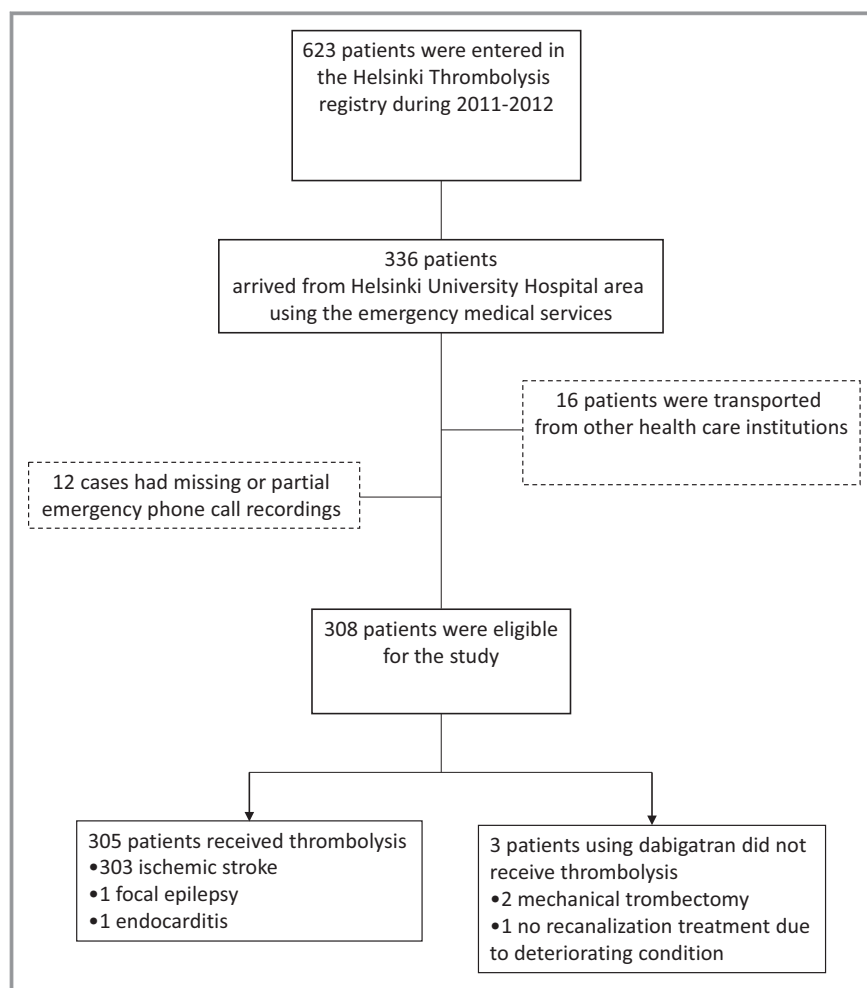 623 patients were entered in
the Helsinki Thrombolysis
registry during 2011-2012
336 patients
arrived from Helsinki University Hospital area
using the emergency medical services
16 patients were transported
from other health care institutions
12 cases had missing or partial
emergency phone call recordings
308 patients were eligible
for the study
305 patients received thrombolysis
•303 ischemic stroke
•1 focal epilepsy
•1 endocarditis
3 patients using dabigatran did not
receive thrombolysis
•2 mechanical trombectomy
•1 no recanalization treatment due
to deteriorating condition